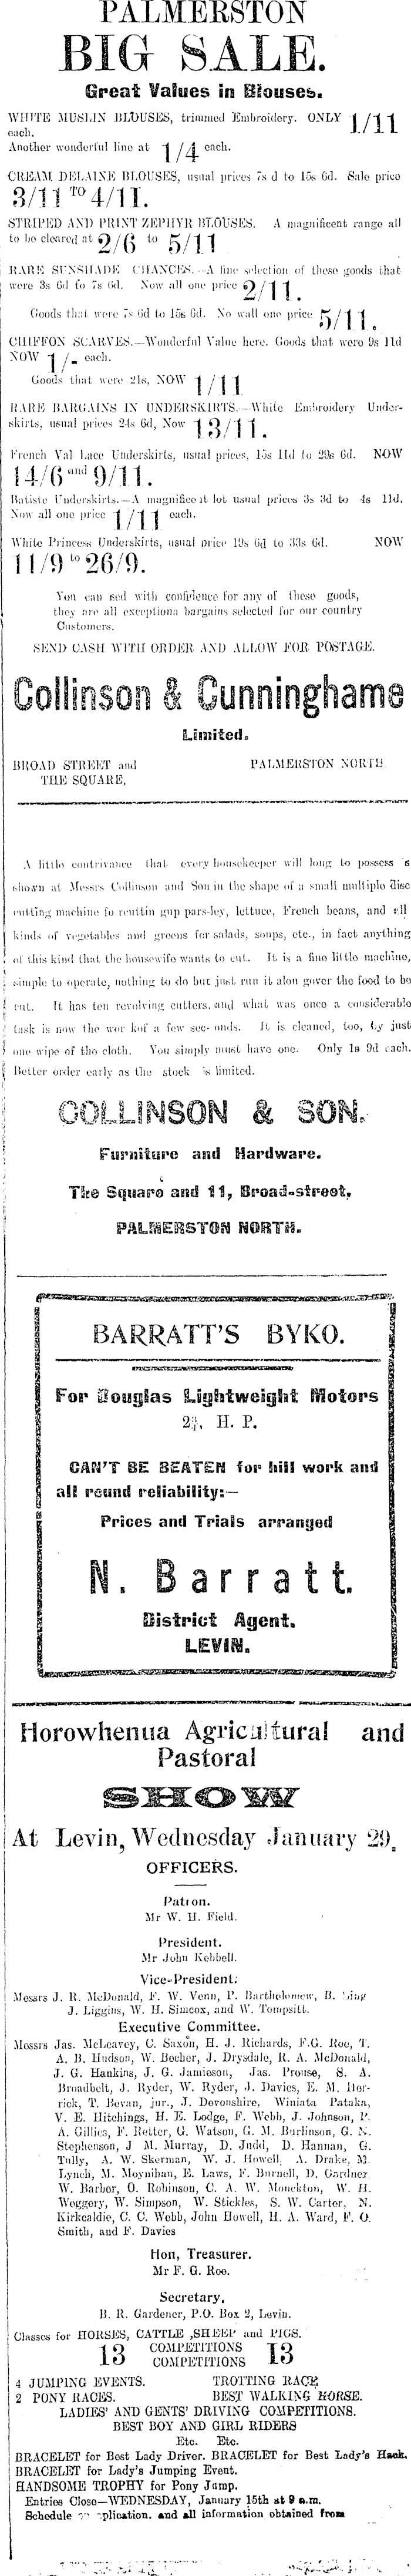 PALMERSTON
BIG SALE.
Great Values in Blouses.
WHITE MUSLIN BLOUSES, trimmed Embroidery. ONLY 1/11
each.
Another wonderful line at 1/4 each.
CREAM DELAINE BLOUSES, usual prices 7s d to 15s 6d. Sale price
3/11 TO 4/11.
STRIPED AND PRINT ZEPHYR BLOUSES. A magnificent range all
to be cleared at 2/6 to 5/11
RARE SUNSHADE CHANCES.—A fine selection of these goods that
were 3s 6d to 7s 6d. Now all one price 2/11.
Goods that were 7s 6d to 15s 6d. No wall one price 5/11.
CHIFFON SCARVES.—Wonderful Value here. Goods that were 9s 11d
NOW 1/- each.
Goods that were 21s, NOW 1/11
RARE BARGAINS IN UNDERSKIRTS.—White Embroidery Under-
skirts, usual prices 24s 6d, Now 13/11.
French Val Lace Underskirts, usual prices, 15s 11d to 29s 6d. NOW
14/6 and 9/11.
Batiste Underskirts.—A magnificent lot usual prices 3s 3d to 4s 11d.
Now all one price 1/11 each.
White Princess Underskirts, usual price 19s 6d to 33s 6d. NOW
11/9 to 26/9.
You can sed with confidence for any of these goods,
they are all exceptiona bargains selected for our country
Customers.
SEND CASH WITH ORDER AND ALLOW FOR POSTAGE.
Collinson & Cunninghame
Limited.
BROAD STREET and PALMERSTON NORTH
THE SQUARE,
A little contrivance that every housekeeper will long to possess s
shown at Messrs Collinson and Son in the shape of a small multiple disc
cutting machine fo rcuttin gup pars-ley, lettuce, French beans, and all
kinds of vegetables and greens for salads, soups, etc., in fact anything
of this kind that the housewife wants to cut. It is a fine little machine,
simple to operate, nothing to do but just run it alon gover the food to be
cut. It has ten revolving cutters, and what was once a considerable
task is now the wor kof a few sec-onds. It is cleaned, too, by just
one wipe of the cloth. You simply must have one. Only 1s 9d each.
Better order early as the stock is limited.
COLLINSON & SON.
Furniture and Hardware.
The Square and 11, Broad-street,
PALMERSTON NORTH.
BARRATT'S BYKO.
For Douglas Lightweight Motors
2¾, H. P.
CAN'T BE BEATEN for hill work and
all round reliability:—
Prices and Trials arranged
N. Barratt.
District Agent.
LEVIN.
Horowhenua Agricultural and
Pastoral
SHOW
At Levin, Wednesday January 29.
OFFICERS.
Patron.
Mr W. H. Field.
President.
Mr John Kebbell.
Vice-President.
Messrs J. R. McDonald, F. W. Venn, P. Bartholomew, B.
J. Liggins, W. H. Simcox, and W. Tompsitt.
Executive Committee.
Messrs Jas. McLeavey, C. Saxon, H. J. Richards, F.G. Roe, T.
A. B. Hudson, W. Becher, J. Drysdale, R. A. McDonald,
J. G. Hankins, J. G. Jamieson, Jas. Prouse, S. A.
Broadbelt, J. Ryder, W. Ryder, J. Davies, E. M. Her-
rick, T. Bevan, jur., J. Devonshire, Winiata Pataka,
V. E. Hitchings, H. E. Lodge, F. Webb, J. Johnson, P.
A. Gillies, F. Retter, G. Watson, G. M. Burlinson, G. N.
Stephenson, J M. Murray, D. Judd, D. Hannan, G.
Tully, A. W. Skerman, W. J. Howell, A. Drake, M.
Lynch, M. Moynihan, E. Laws, F. Burnell, D. Gardner
W. Barber, O. Robinson, C. A. W. Monckton, W. H.
Weggery, W. Simpson, W. Stickles, S. W. Carter, N.
Kirkcaldie, C. C. Webb, John Howell, H. A. Ward, F. O.
Smith, and F. Davies
Hon, Treasurer.
Mr F. G. Roe.
Secretary,
B. R. Gardener, P.O. Box 2, Levin.
Classes for HORSES, CATTLE ,SHEEP and PIGS.
13 COMPETITIONS 13
COMPETITIONS
4 JUMPING EVENTS. TROTTING RACE
2 PONY RACES. BEST WALKING HORSE.
LADIES' AND GENTS' DRIVING COMPETITIONS.
BEST BOY AND GIRL RIDERS
Etc. Etc.
BRACELET for Best Lady Driver. BRACELET for Best Lady's Hack.
BRACELET for Lady's Jumping Event.
HANDSOME TROPHY for Pony Jump.
Entries Close—WEDNESDAY, January 15th at 9 a.m.
Schedule and all information obtained from